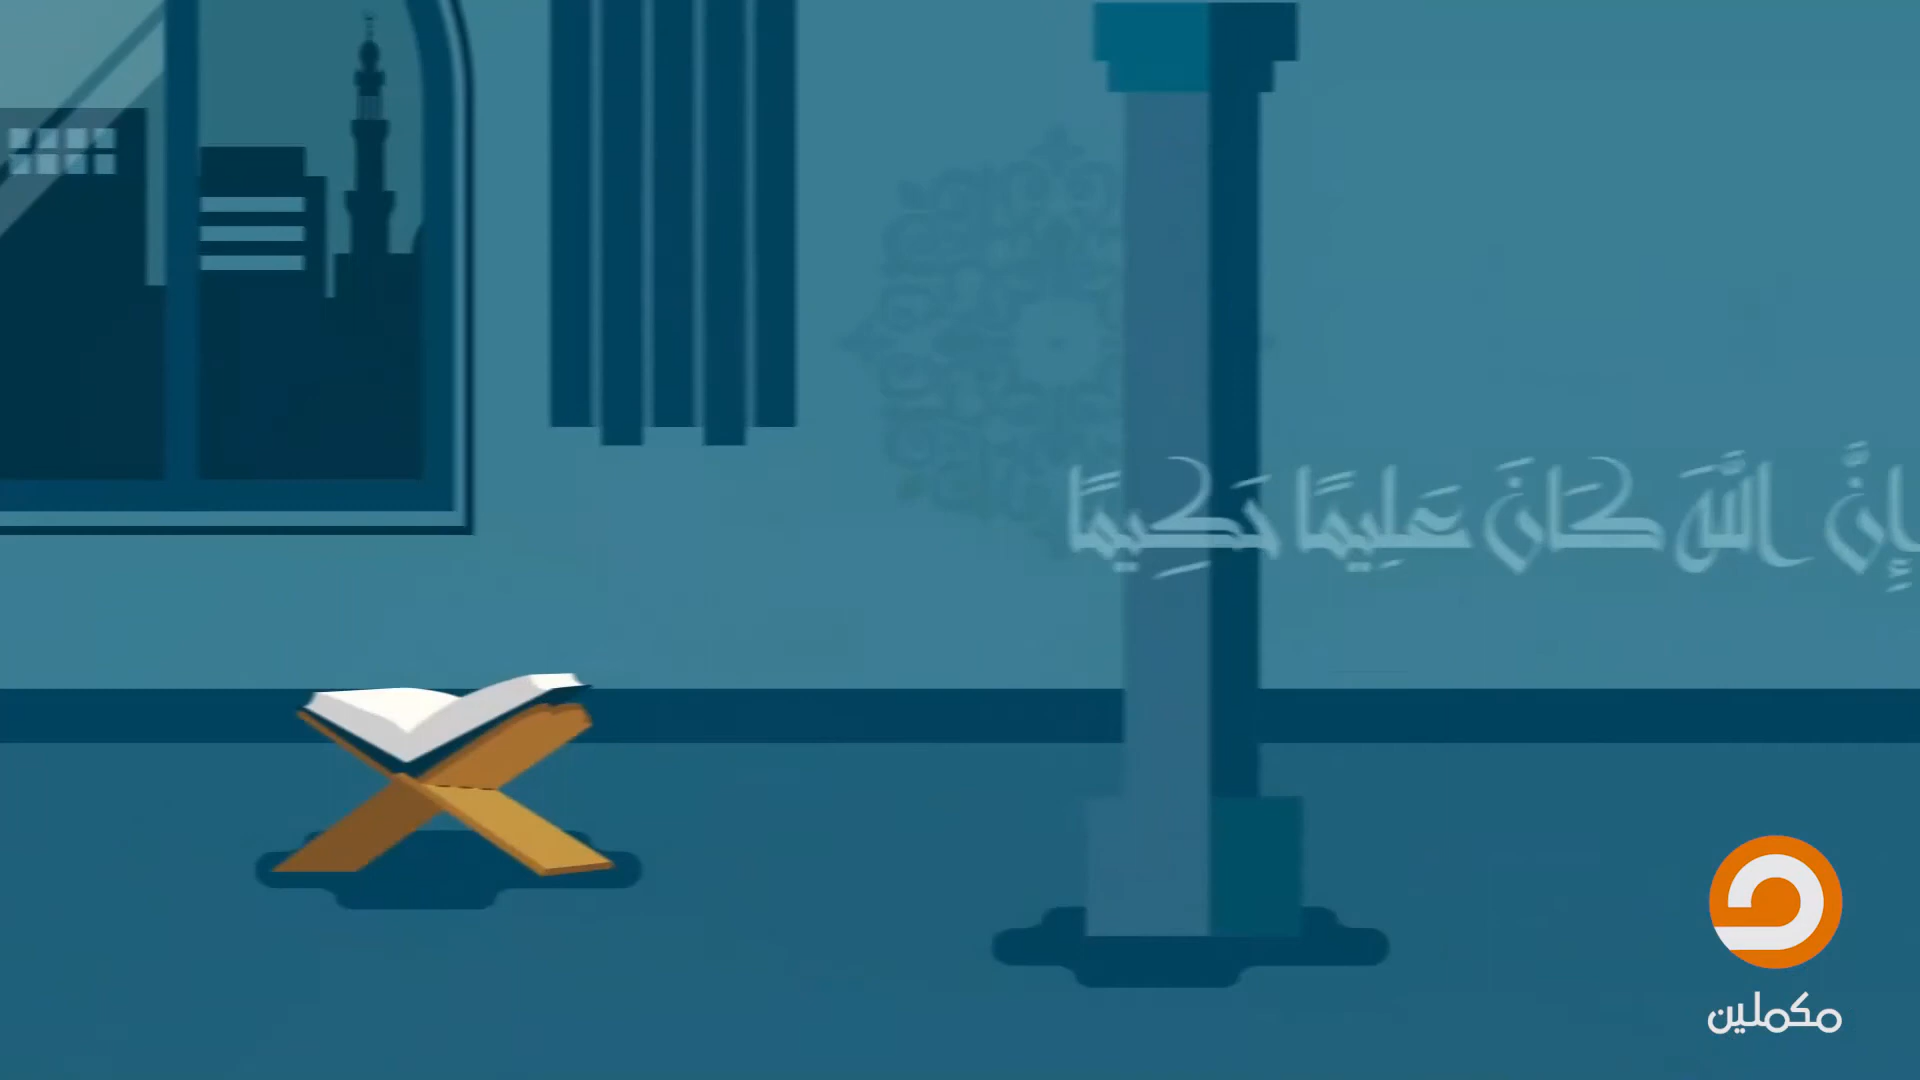 إِنَّ اللَّهَ كَانَ عَلِيمًا حَكِيمًا
مكملين